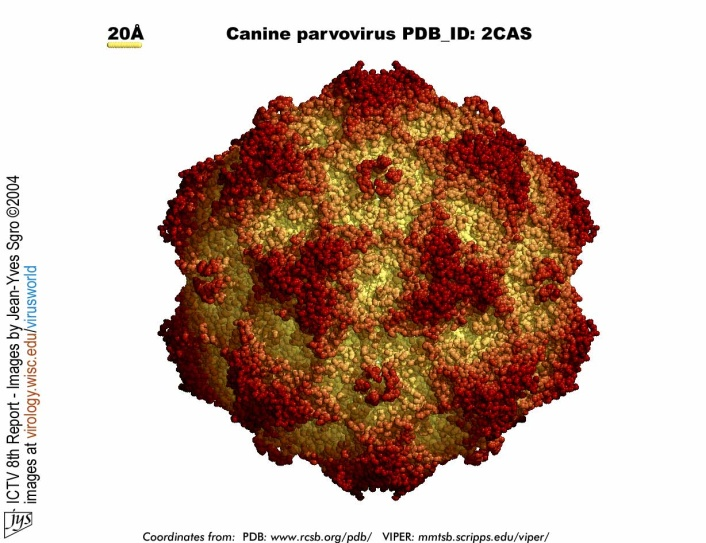 20Å
Canine parvovirus PDB_ID: 2CAS
ICTV 8th Report - Images by Jean-Yves Sgro ©2004
images at virology.wisc.edu/virusworld
jys
Coordinates from: PDB: www.rcsb.org/pdb/ VIPER: mmtsb.scripps.edu/viper/